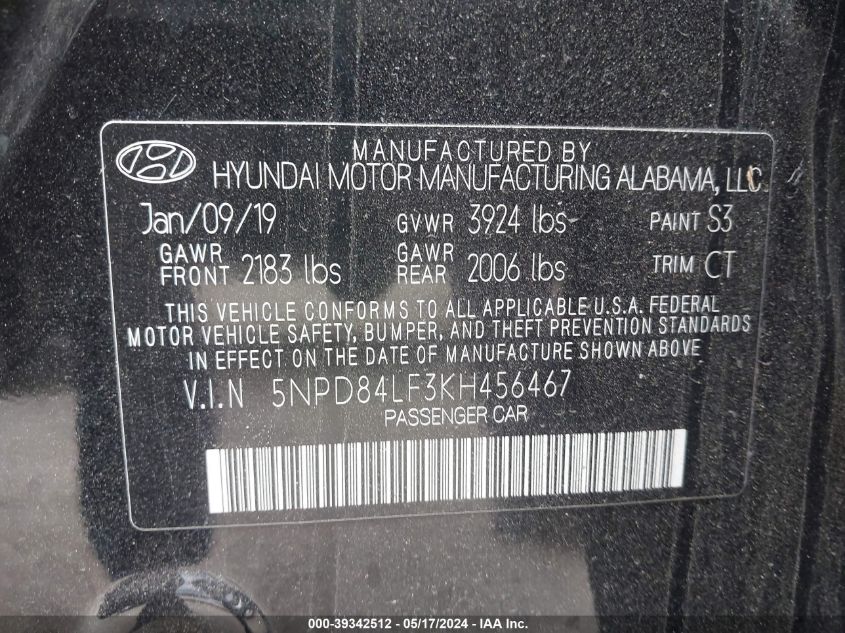 MANUFACTURED BY
HYUNDAI MOTOR MANUFACTURING ALABAMA, LLC
Jan/09/19 GVWR 3924 lbs PAINT S3
GAWR FRONT 2183 lbs GAWR REAR 2006 lbs TRIM CT
THIS VEHICLE CONFORMS TO ALL APPLICABLE U.S.A. FEDERAL
MOTOR VEHICLE SAFETY, BUMPER, AND THEFT PREVENTION STANDARDS
IN EFFECT ON THE DATE OF MANUFACTURE SHOWN ABOVE
V.I.N 5NPD84LF3KH456467
PASSENGER CAR
000-39342512 - 05/17/2024 - IAA Inc.